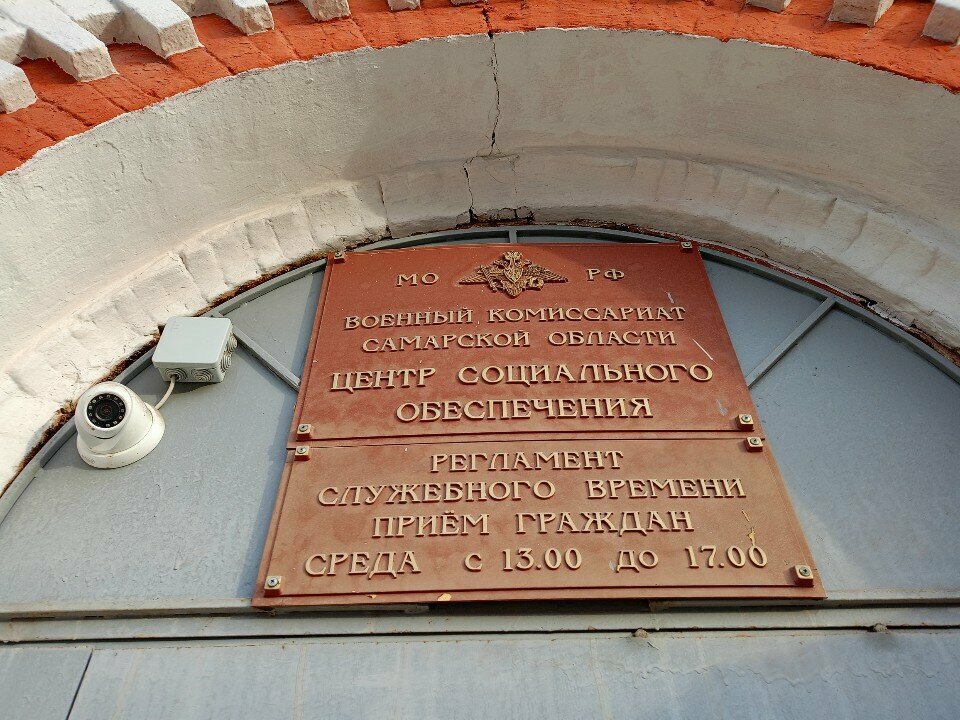 МО РФ
ВОЕННЫЙ КОМИССАРИАТ
САМАРСКОЙ ОБЛАСТИ
ЦЕНТР СОЦИАЛЬНОГО
ОБЕСПЕЧЕНИЯ
РЕГЛАМЕНТ
СЛУЖЕБНОГО ВРЕМЕНИ
ПРИЁМ ГРАЖДАН
СРЕДА С 13.00 ДО 17.00